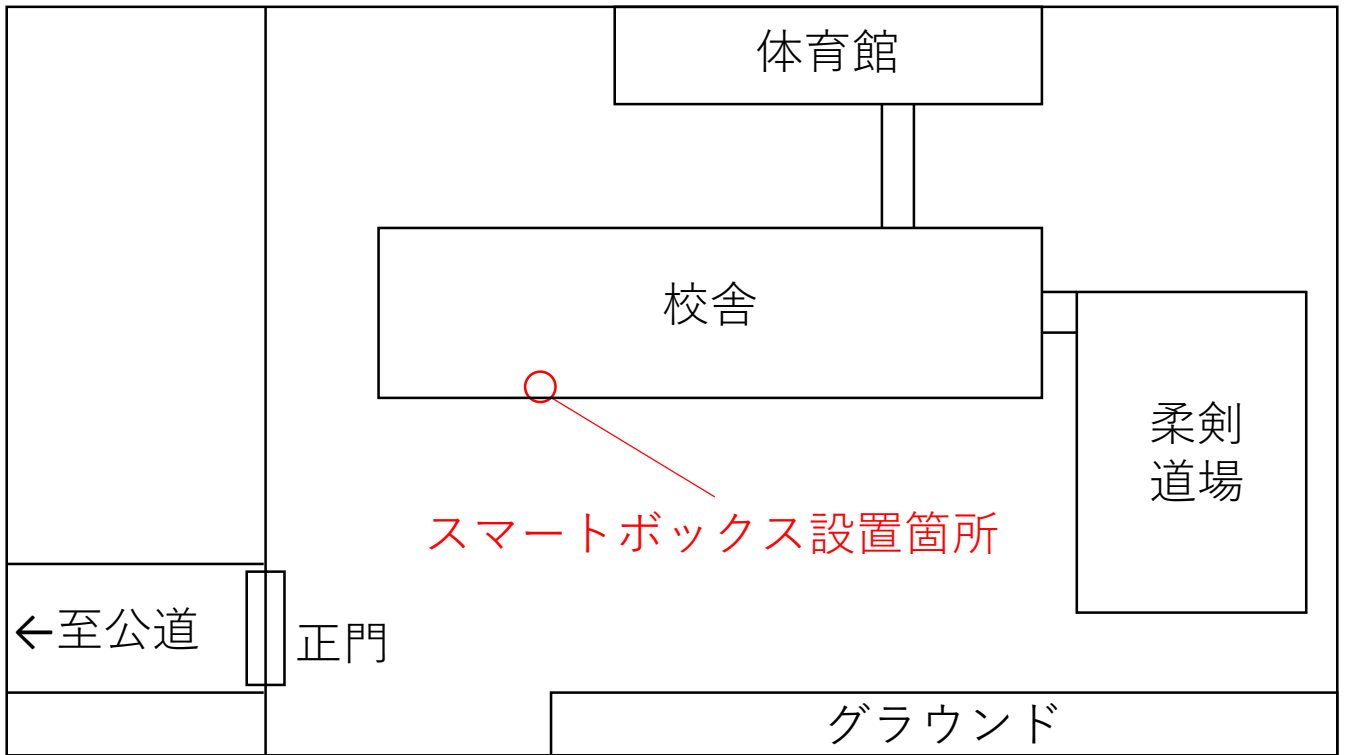 体育館
校舎
柔剣
道場
スマートボックス設置箇所
←至公道
正門
グラウンド